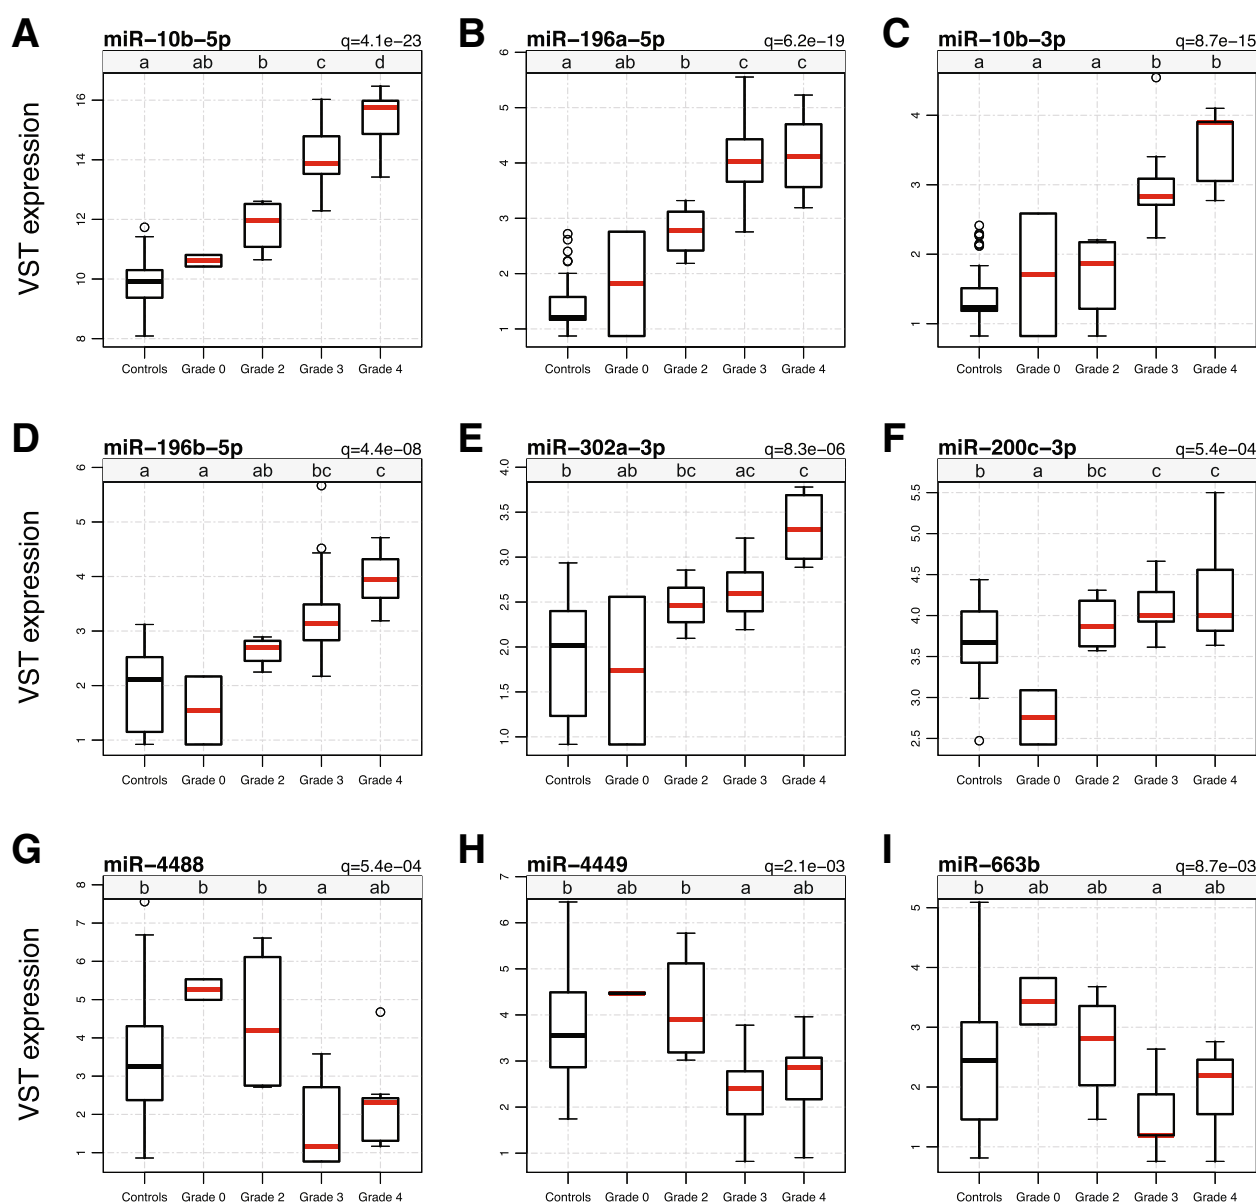 A B C
miR−10b−5p q=4.1e−23 miR−196a−5p q=6.2e−19 miR−10b−3p q=8.7e−15
a ab b c d a ab b c c a a a b b
VST expression
8 10 12 14 16
1 2 3 4 5 6
1 2 3 4
Controls Grade 0 Grade 2 Grade 3 Grade 4 Controls Grade 0 Grade 2 Grade 3 Grade 4 Controls Grade 0 Grade 2 Grade 3 Grade 4
D E F
miR−196b−5p q=4.4e−08 miR−302a−3p q=8.3e−06 miR−200c−3p q=5.4e−04
a a ab bc c b ab bc ac c b a bc c c
VST expression
1 2 3 4 5 6
1.0 1.5 2.0 2.5 3.0 3.5 4.0
2.5 3.0 3.5 4.0 4.5 5.0 5.5
Controls Grade 0 Grade 2 Grade 3 Grade 4 Controls Grade 0 Grade 2 Grade 3 Grade 4 Controls Grade 0 Grade 2 Grade 3 Grade 4
G H I
miR−4488 q=5.4e−04 miR−4449 q=2.1e−03 miR−663b q=8.7e−03
b b b a ab b ab b a ab b ab ab a ab
VST expression
1 2 3 4 5 6 7 8
1 2 3 4 5 6 7
1 2 3 4 5
Controls Grade 0 Grade 2 Grade 3 Grade 4 Controls Grade 0 Grade 2 Grade 3 Grade 4 Controls Grade 0 Grade 2 Grade 3 Grade 4